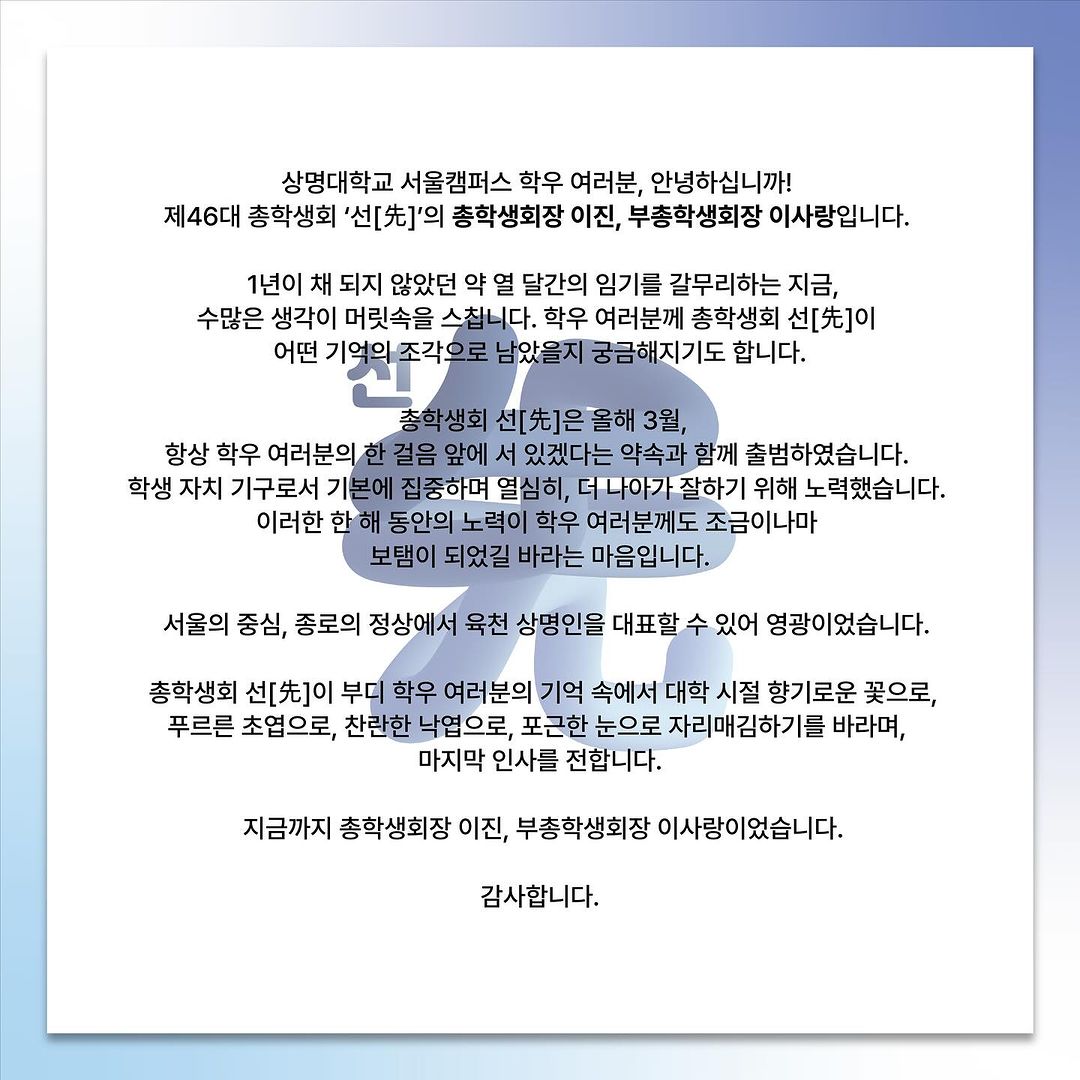 상명대학교 서울캠퍼스 학우 여러분, 안녕하십니까!
제46대 총학생회 ‘선[先]’의 총학생회장 이진, 부총학생회장 이사랑입니다.
1년이 채 되지 않았던 약 열 달간의 임기를 갈무리하는 지금,
수많은 생각이 머릿속을 스칩니다. 학우 여러분께 총학생회 선[先]이
어떤 기억의 조각으로 남았을지 궁금해지기도 합니다.
선
先
총학생회 선[先]은 올해 3월,
항상 학우 여러분의 한 걸음 앞에 서 있겠다는 약속과 함께 출범하였습니다.
학생 자치 기구로서 기본에 집중하며 열심히, 더 나아가 잘하기 위해 노력했습니다.
이러한 한 해 동안의 노력이 학우 여러분께도 조금이나마
보탬이 되었길 바라는 마음입니다.
서울의 중심, 종로의 정상에서 육천 상명인을 대표할 수 있어 영광이었습니다.
총학생회 선[先]이 부디 학우 여러분의 기억 속에서 대학 시절 향기로운 꽃으로,
푸르른 초엽으로, 찬란한 낙엽으로, 포근한 눈으로 자리매김하기를 바라며,
마지막 인사를 전합니다.
지금까지 총학생회장 이진, 부총학생회장 이사랑이었습니다.
감사합니다.